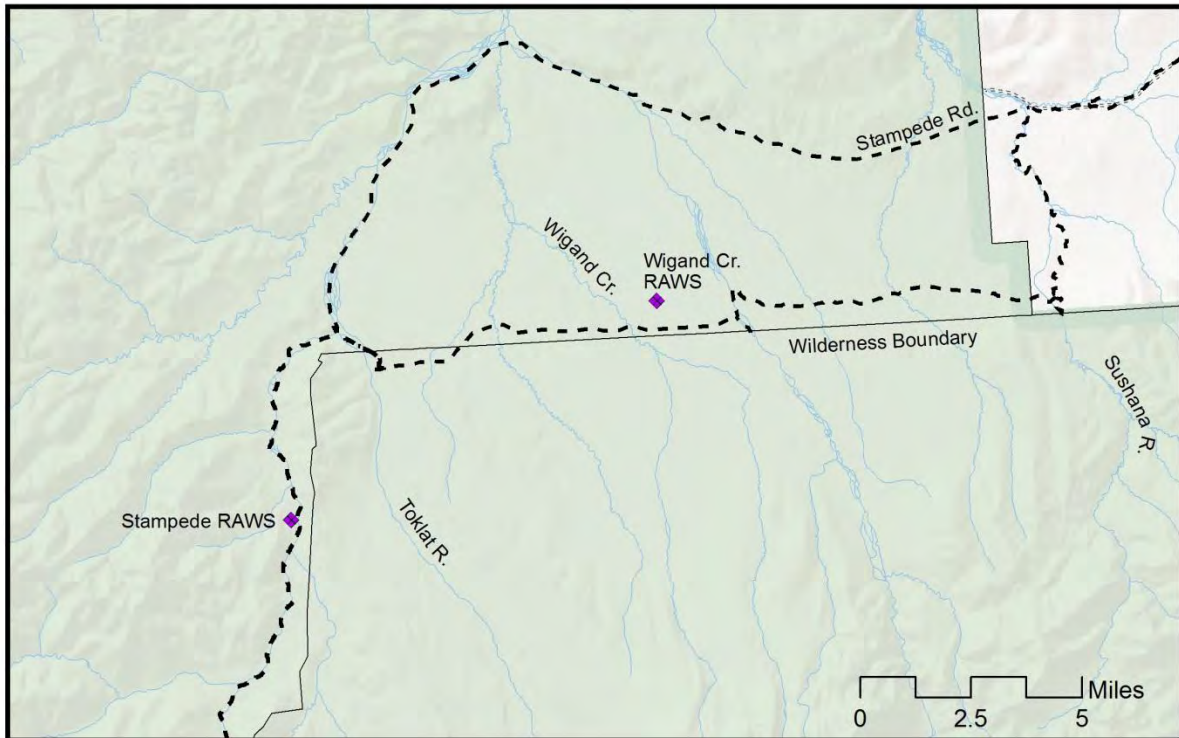 Stampede Rd.
Wigand Cr.
Wigand Cr.
RAWS
Wilderness Boundary
Sushana R.
Stampede RAWS
Toklat R.
Miles
0 2.5 5